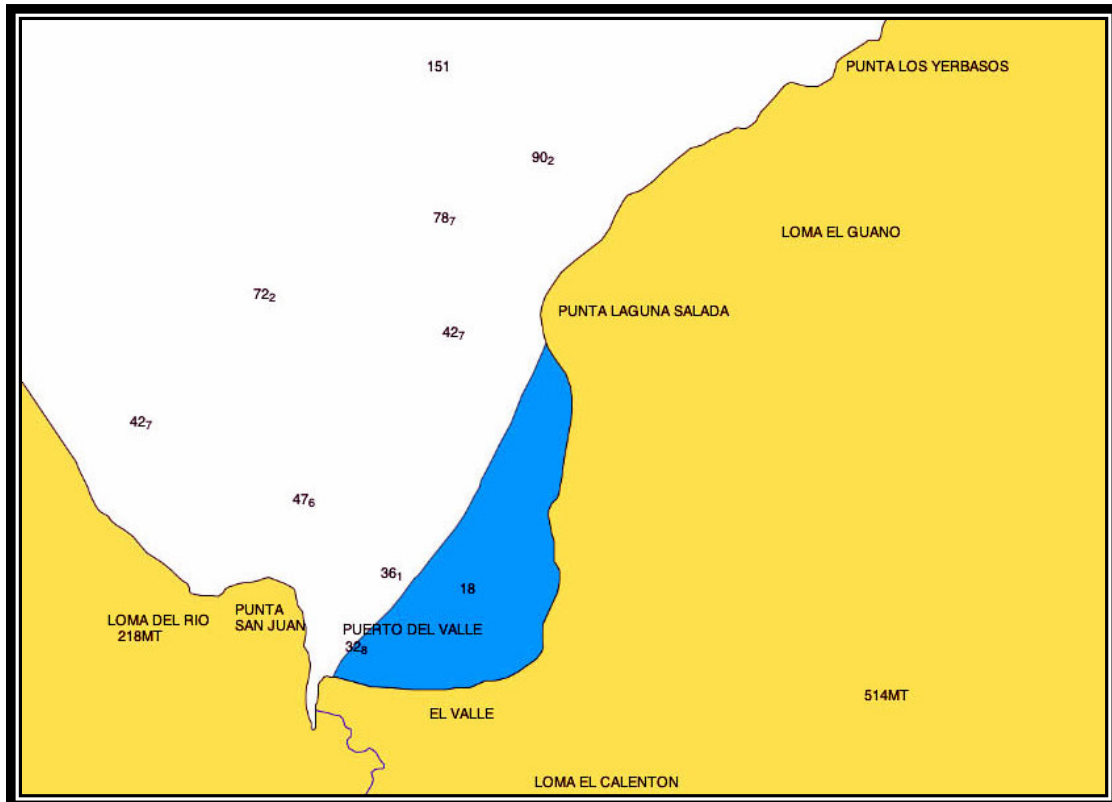 151
PUNTA LOS YERBASOS
90₂
78₇
LOMA EL GUANO
72₂
PUNTA LAGUNA SALADA
42₇
42₇
47₆
36₁
18
LOMA DEL RIO
218MT
PUNTA
SAN JUAN
PUERTO DEL VALLE
32₈
EL VALLE
514MT
LOMA EL CALENTON